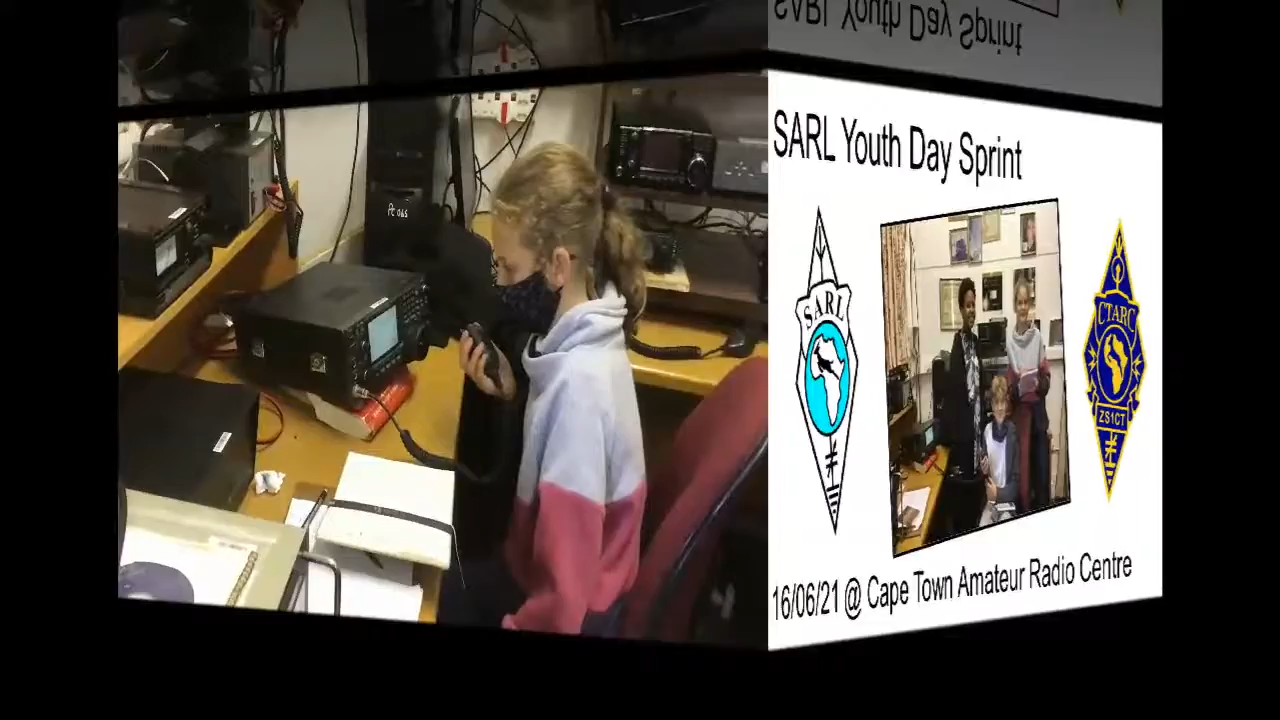 SARL Youth Day Sprint
SARL Youth Day Sprint
SARL
CTARC
ZS1CT
16/06/21 @ Cape Town Amateur Radio Centre